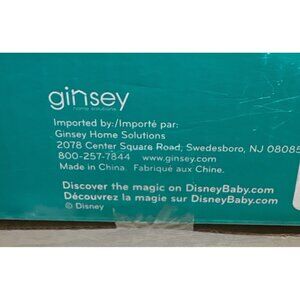 ginsey
home solutions
Imported by:/Importé par:
Ginsey Home Solutions
2078 Center Square Road, Swedesboro, NJ 08085
800-257-7844 www.ginsey.com
Made in China. Fabriqué aux Chine.
Discover the magic on DisneyBaby.com
Découvrez la magie sur DisneyBaby.com
© Disney